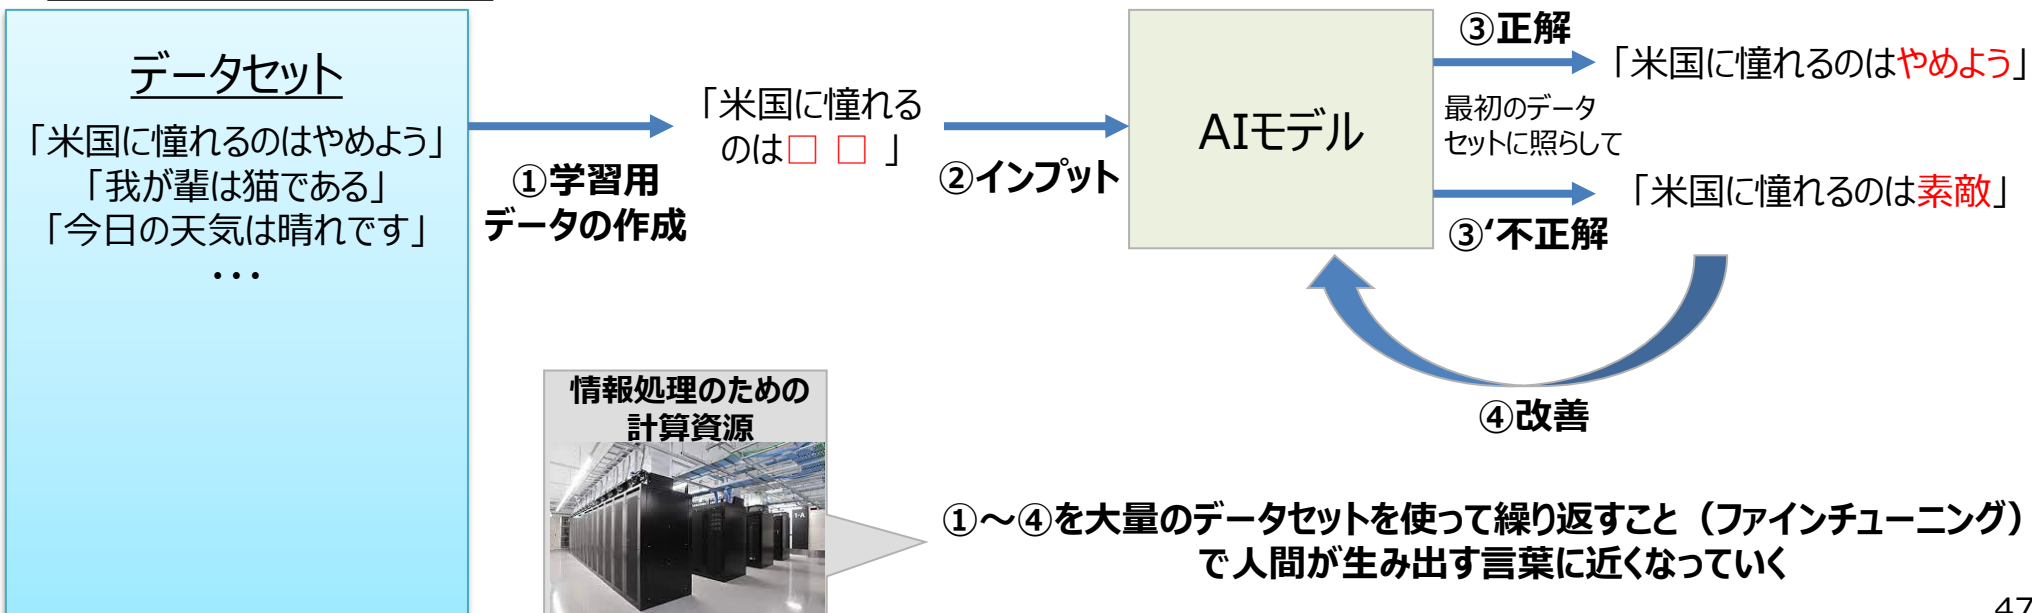 データセット
「米国に憧れるのはやめよう」
「我が輩は猫である」
「今日の天気は晴れです」
・・・
①学習用
データの作成
「米国に憧れる
のは□ □ 」
②インプット
AIモデル
③正解
「米国に憧れるのはやめよう」
最初のデータ
セットに照らして
「米国に憧れるのは素敵」
③‘不正解
④改善
情報処理のための
計算資源
①～④を大量のデータセットを使って繰り返すこと（ファインチューニング）
で人間が生み出す言葉に近くなっていく
47